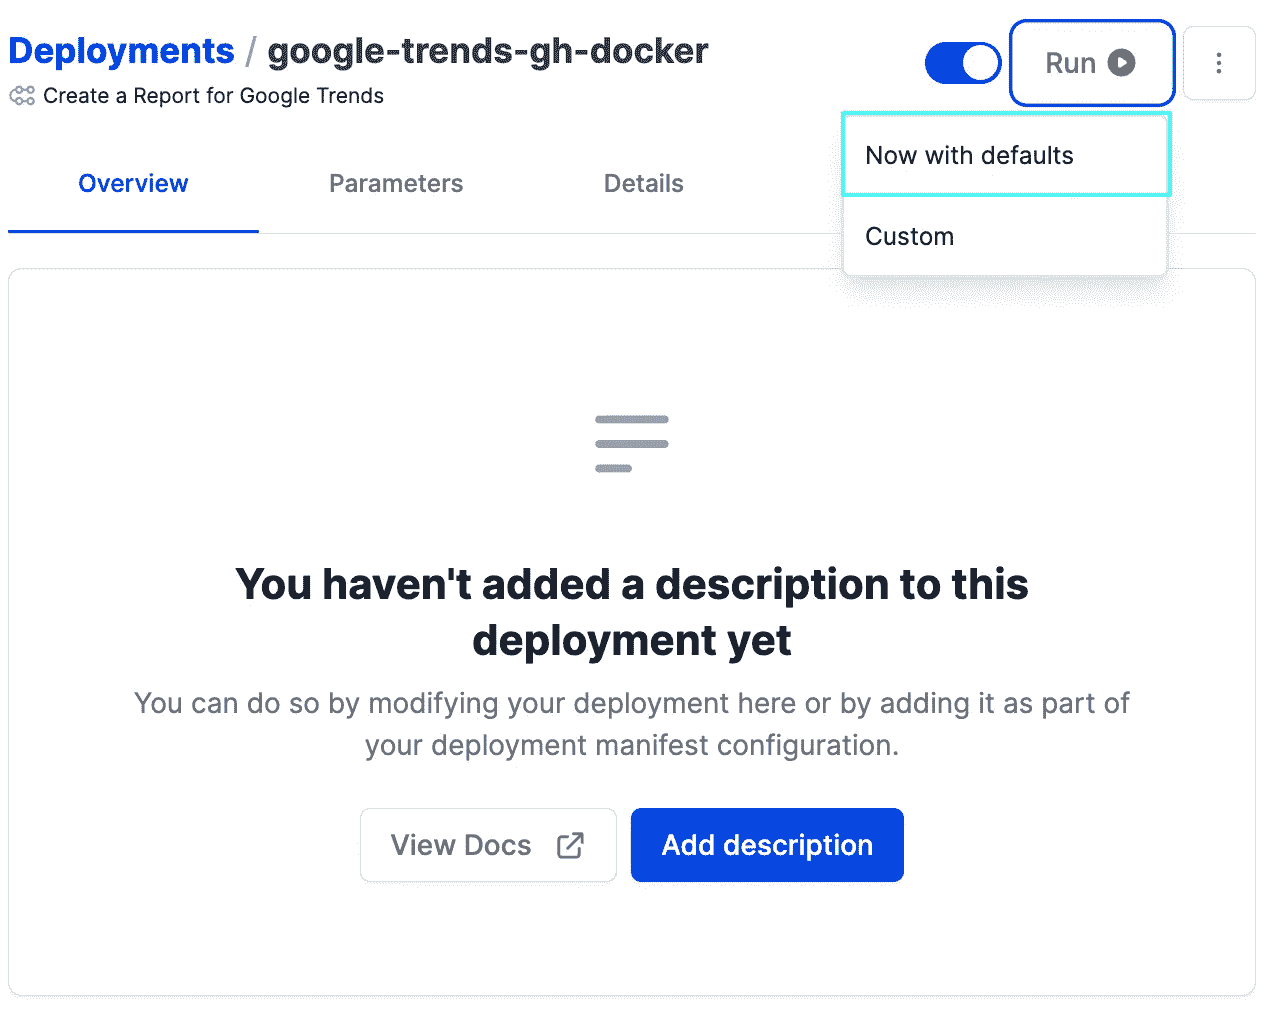 Deployments / google-trends-gh-docker
Run
Create a Report for Google Trends
Now with defaults
Custom
Overview
Parameters
Details
You haven't added a description to this
deployment yet
You can do so by modifying your deployment here or by adding it as part of
your deployment manifest configuration.
View Docs
Add description